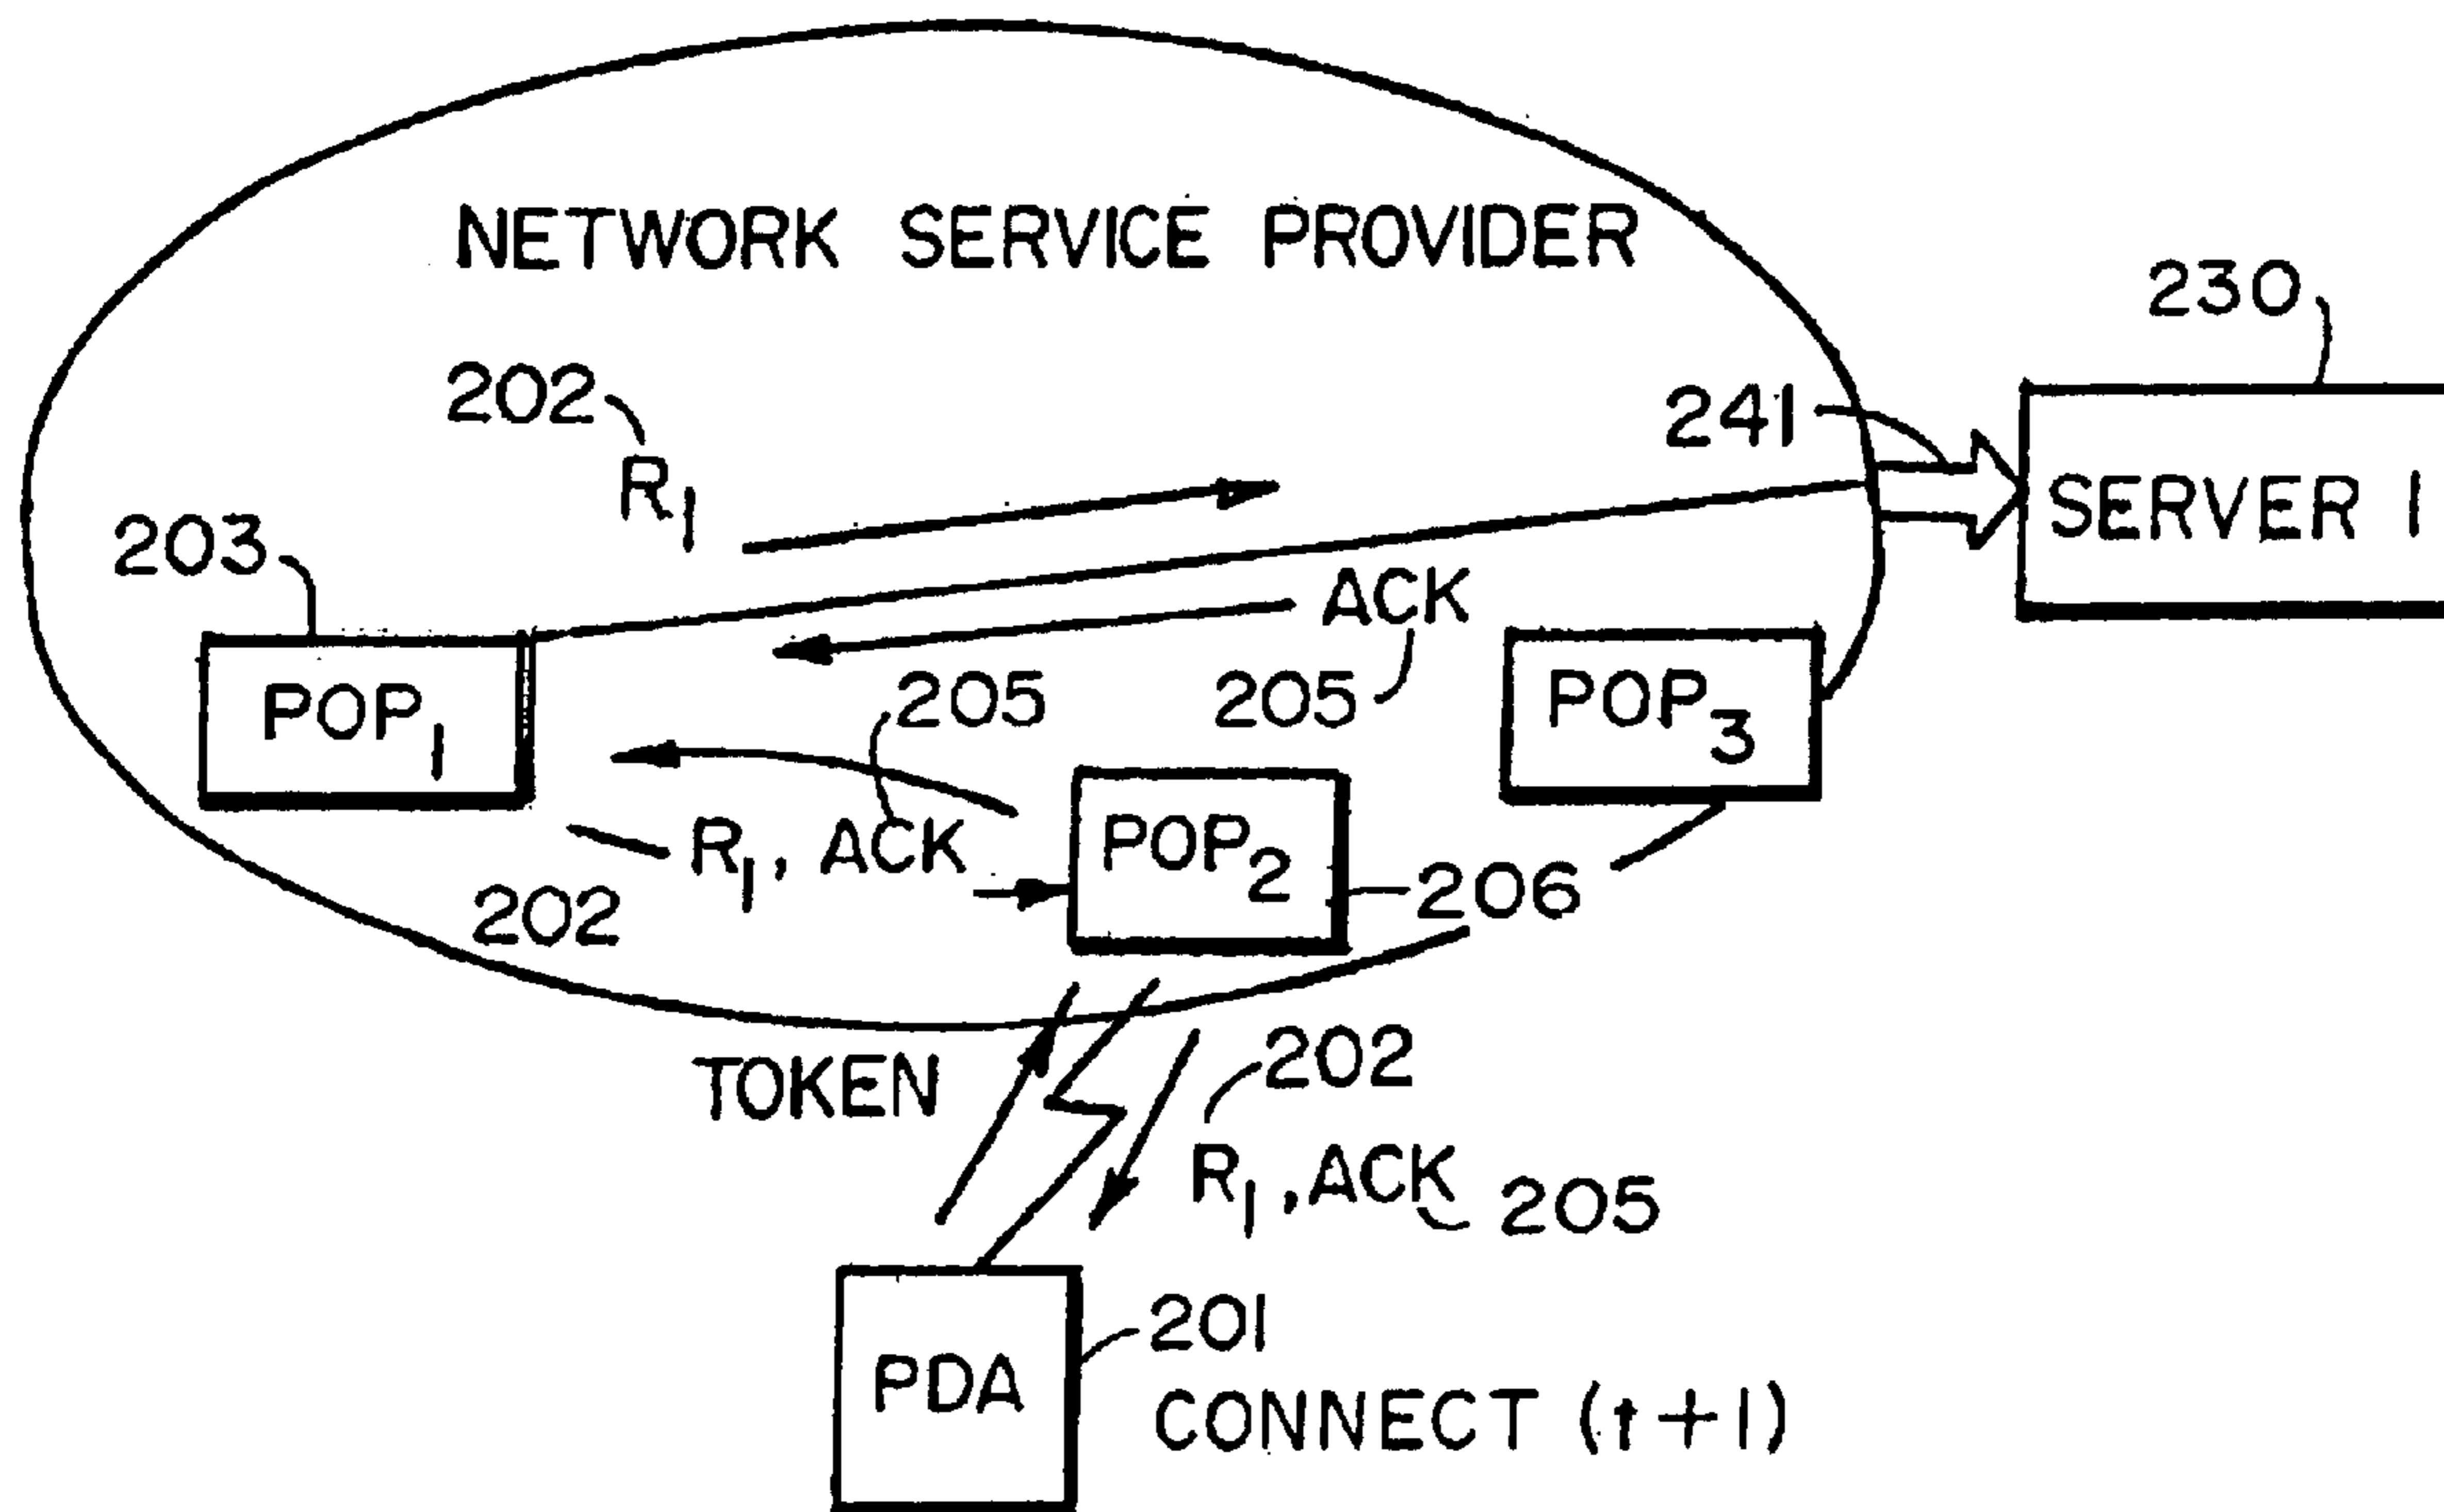 NETWORK SERVICE PROVIDER
230
202
241
R1
SERVER 1
203
ACK
205
205
POP1
POP3
R1, ACK
POP2
206
202
TOKEN
202
R1, ACK
205
201
PDA
CONNECT (t+1)